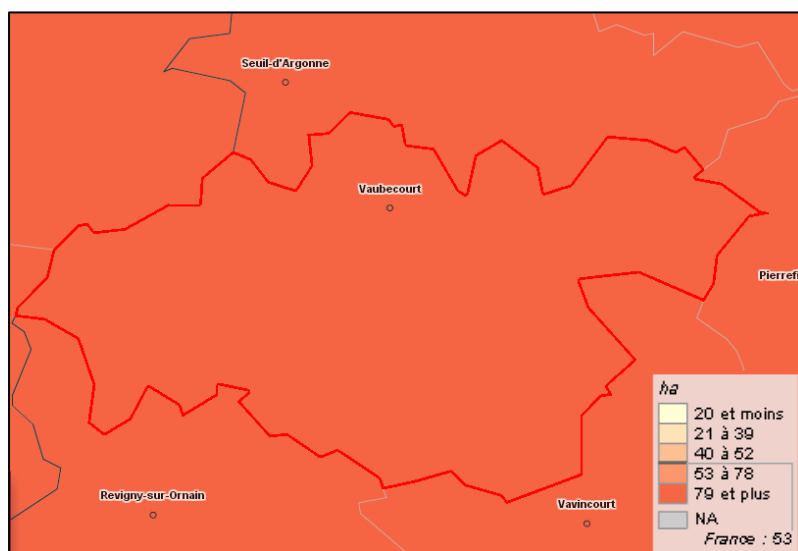 Seuil-d'Argonne
Vaubecourt
Pierrefi
ha
20 et moins
21 à 39
40 à 52
53 à 78
79 et plus
NA
France : 53
Revigny-sur-Ornain
Vavincourt